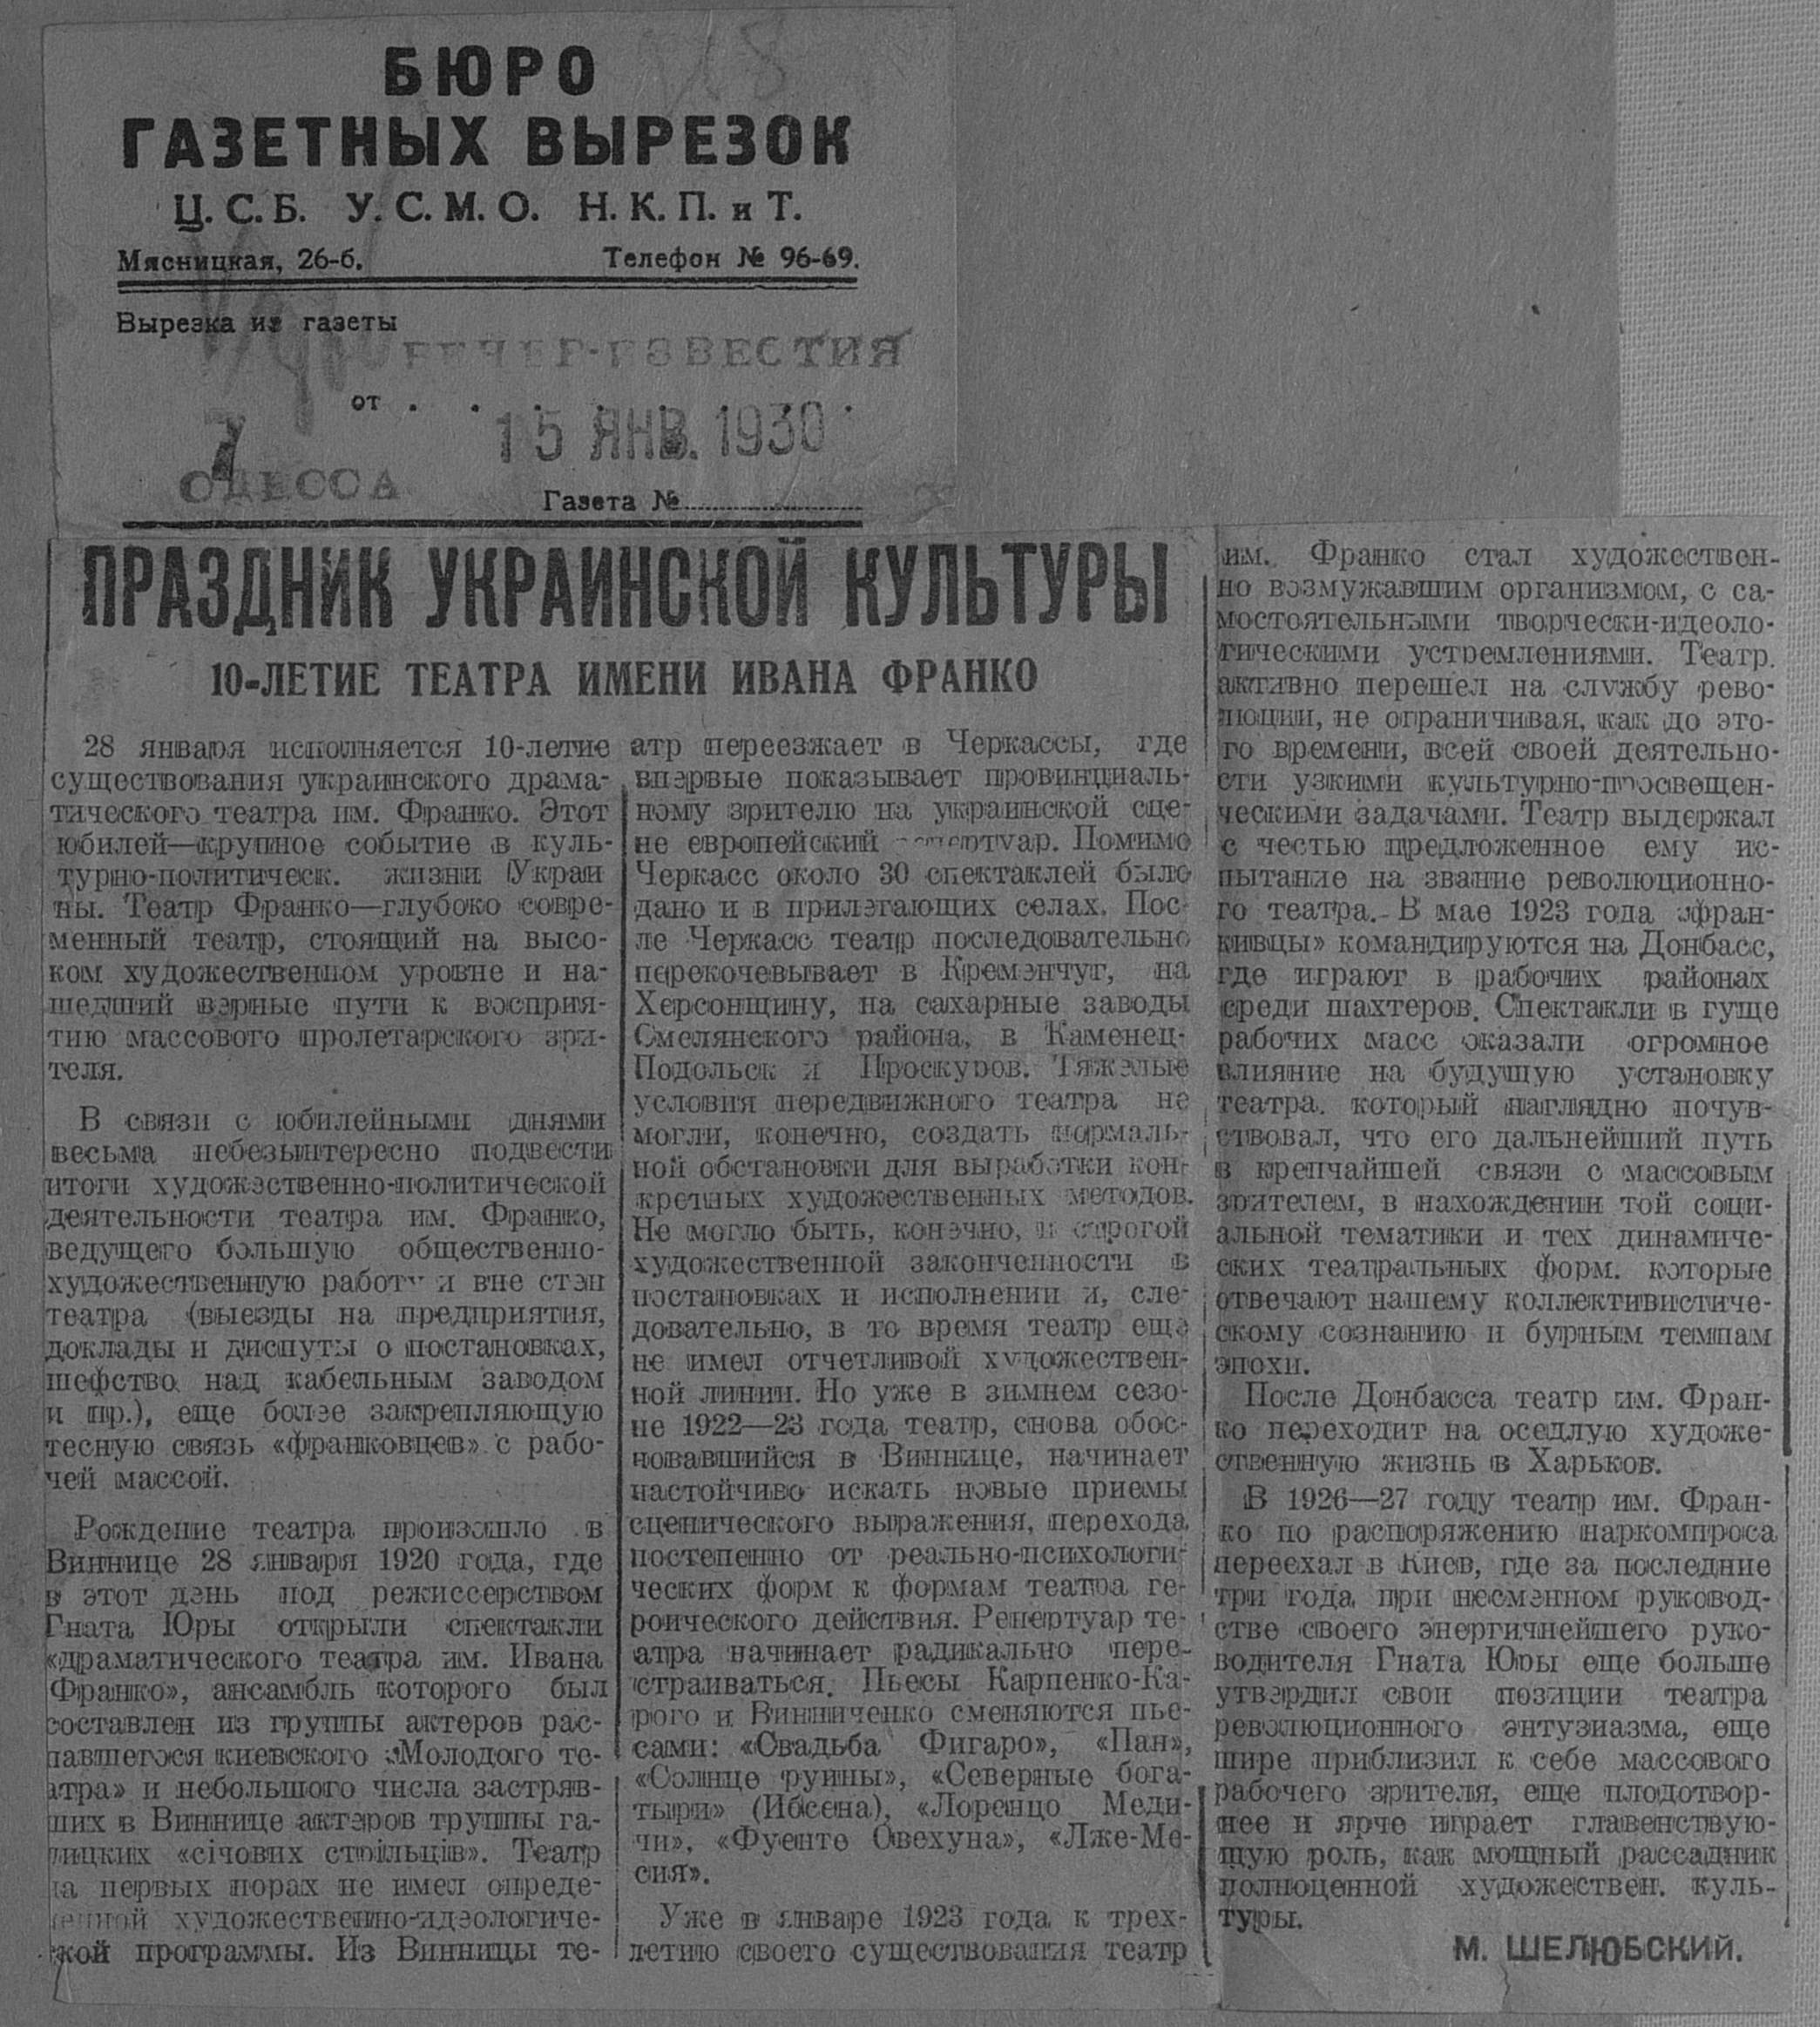 БЮРО
ГАЗЕТНЫХ ВЫРЕЗОК
Ц.С.Б. У.С.М.О. Н.К.П. и Т.
Мясницкая, 26-б. Телефон № 96-69.
Вырезка из газеты
ВЕЧЕР-ИЗВЕСТИЯ
от
15 ЯНВ. 1930
7
ОДЕССА
Газета №
ПРАЗДНИК УКРАИНСКОЙ КУЛЬТУРЫ
10-ЛЕТИЕ ТЕАТРА ИМЕНИ ИВАНА ФРАНКО
28 января исполняется 10-летие
существования украинского драма-
тического театра им. Франко. Этот
юбилей—крупное событие в куль-
турно-политическ. жизни Украи
ны. Театр Франко—глубоко совре-
менный театр, стоящий на высо-
ком художественном уровне и на-
шедший верные пути к восприя-
тию массового пролетарского зри-
теля.
В связи с юбилейными днями
весьма небезынтересно подвести
итоги художественно-политической
деятельности театра им. Франко,
ведущего большую общественно-
художественную работу и вне стэн
театра (выезды на предприятия,
доклады и диспуты о постановках,
шефство над кабельным заводом
и пр.), еще более закрепляющую
тесную связь «франковцев» с рабо-
чей массой.
Рождение театра произошло в
Виннице 28 января 1920 года, где
в этот день под режиссерством
Гната Юры открыли спектакли
«драматического театра им. Ивана
Франко», ансамбль которого был
составлен из группы актеров рас-
павшегося киевского «Молодого те-
атра» и небольшого числа застряв-
ших в Виннице актеров труппы га-
лицких «січових стрільців». Театр
на первых порах не имел опреде-
ленной художественно-идеологиче-
ской программы. Из Винницы те-
атр переезжает в Черкассы, где
впервые показывает провинциаль-
ному зрителю на украинской сце-
не европейский репертуар. Помимо
Черкасс около 30 спектаклей было
дано и в прилегающих селах. Пос-
ле Черкасс театр последовательно
перекочевывает в Кременчуг, на
Херсонщину, на сахарные заводы
Смелянского района, в Каменец-
Подольск и Проскуров. Тяжелые
условия передвижного театра не
могли, конечно, создать нормаль-
ной обстановки для выработки кон-
кретных художественных методов.
Не могло быть, конечно, и строгой
художественной законченности в
постановках и исполнении и, сле-
довательно, в то время театр еще
не имел отчетливой художествен-
ной линии. Но уже в зимнем сезо-
не 1922—23 года театр, снова обос-
новавшийся в Виннице, начинает
настойчиво искать новые приемы
сценического выражения, перехода
постепенно от реально-психологи-
ческих форм к формам театра ге-
роического действия. Репертуар те-
атра начинает радикально пере-
страиваться. Пьесы Карпенко-Ка-
рого и Винниченко сменяются пье-
сами: «Свадьба Фигаро», «Пан»,
«Солнце руины», «Северные бога-
тыри» (Ибсена), «Лоренцо Меди-
чи», «Фуенте Овехуна», «Лже-Ме-
сия».
Уже в январе 1923 года к трех-
летию своего существования театр
им. Франко стал художествен-
но возмужавшим организмом, с са-
мостоятельными творчески-идеоло-
гическими устремлениями. Театр
активно перешел на службу рево-
люции, не ограничивая, как до это-
го времени, всей своей деятельно-
сти узкими культурно-просвещен-
ческими задачами. Театр выдержал
с честью предложенное ему ис-
пытание на звание революционно-
го театра. В мае 1923 года «фран-
кивцы» командируются на Донбасс,
где играют в рабочих районах
среди шахтеров. Спектакли в гуще
рабочих масс оказали огромное
влияние на будущую установку
театра. который наглядно почув-
ствовал, что его дальнейший путь
в крепчайшей связи с массовым
зрителем, в нахождении той соци-
альной тематики и тех динамиче-
ских театральных форм. которые
отвечают нашему коллективистиче-
скому сознанию и бурным темпам
эпохи.
После Донбасса театр им. Фран-
ко переходит на оседлую художе-
ственную жизнь в Харьков.
В 1926—27 году театр им. Фран-
ко по распоряжению наркомпроса
переехал в Киев, где за последние
три года при несменном руковод-
стве своего энергичнейшего руко-
водителя Гната Юры еще больше
утвердил свои позиции театра
революционного энтузиазма, еще
шире приблизил к себе массового
рабочего зрителя, еще плодотвор-
нее и ярче играет главенствую-
щую роль, как мощный рассадник
полноценной художествен. куль-
туры.
М. ШЕЛЮБСКИЙ.